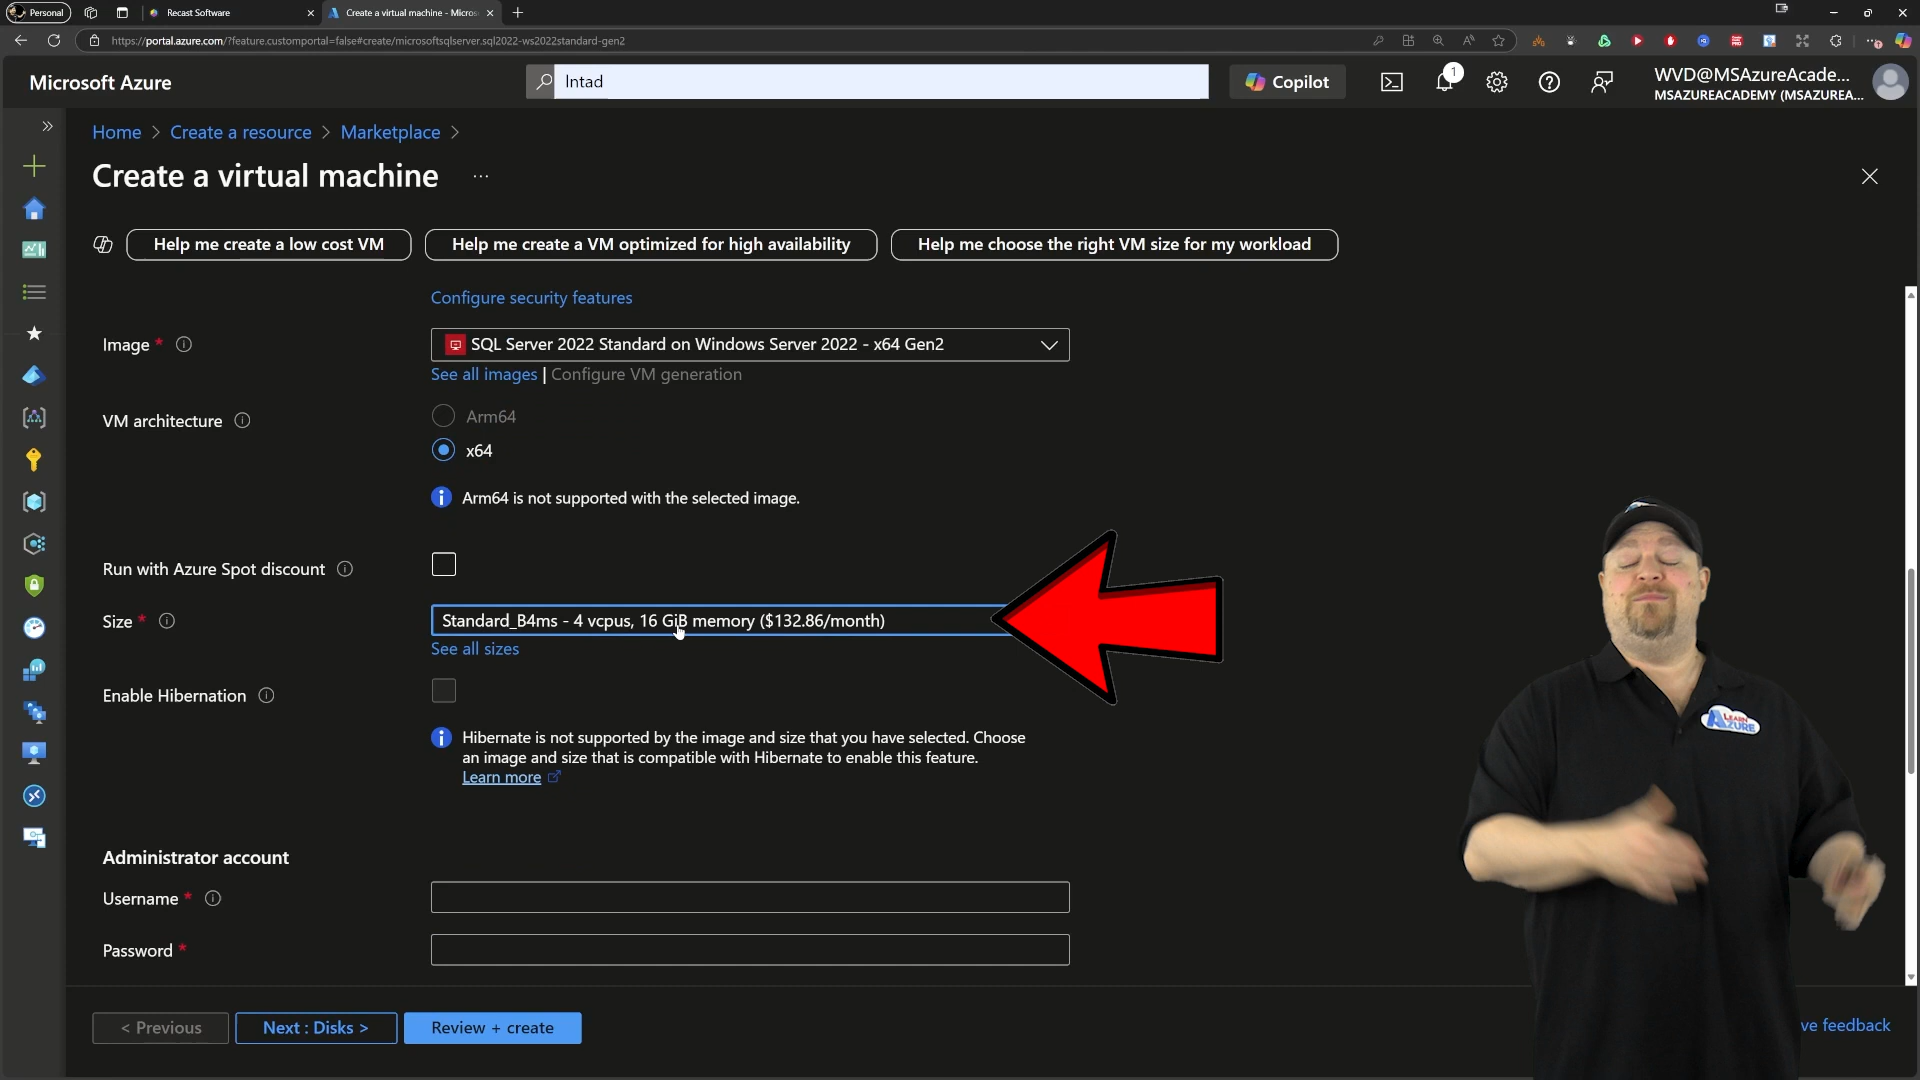 Personal
Recast Software
Create a virtual machine - Micros
https://portal.azure.com/?feature.customportal=false#create/microsoftsqlserver.sql2022-ws2022standard-gen2
Microsoft Azure
Intad
Copilot
1
WVD@MSAzureAcade...
MSAZUREACADEMY (MSAZUREA...
Home > Create a resource > Marketplace >
Create a virtual machine ...
Help me create a low cost VM
Help me create a VM optimized for high availability
Help me choose the right VM size for my workload
Configure security features
Image *
SQL Server 2022 Standard on Windows Server 2022 - x64 Gen2
See all images | Configure VM generation
VM architecture
Arm64
x64
Arm64 is not supported with the selected image.
Run with Azure Spot discount
Size *
Standard_B4ms - 4 vcpus, 16 GiB memory ($132.86/month)
See all sizes
Enable Hibernation
Hibernate is not supported by the image and size that you have selected. Choose
an image and size that is compatible with Hibernate to enable this feature.
Learn more
LEARN
AZURE
Administrator account
Username *
Password *
< Previous
Next : Disks >
Review + create
ve feedback